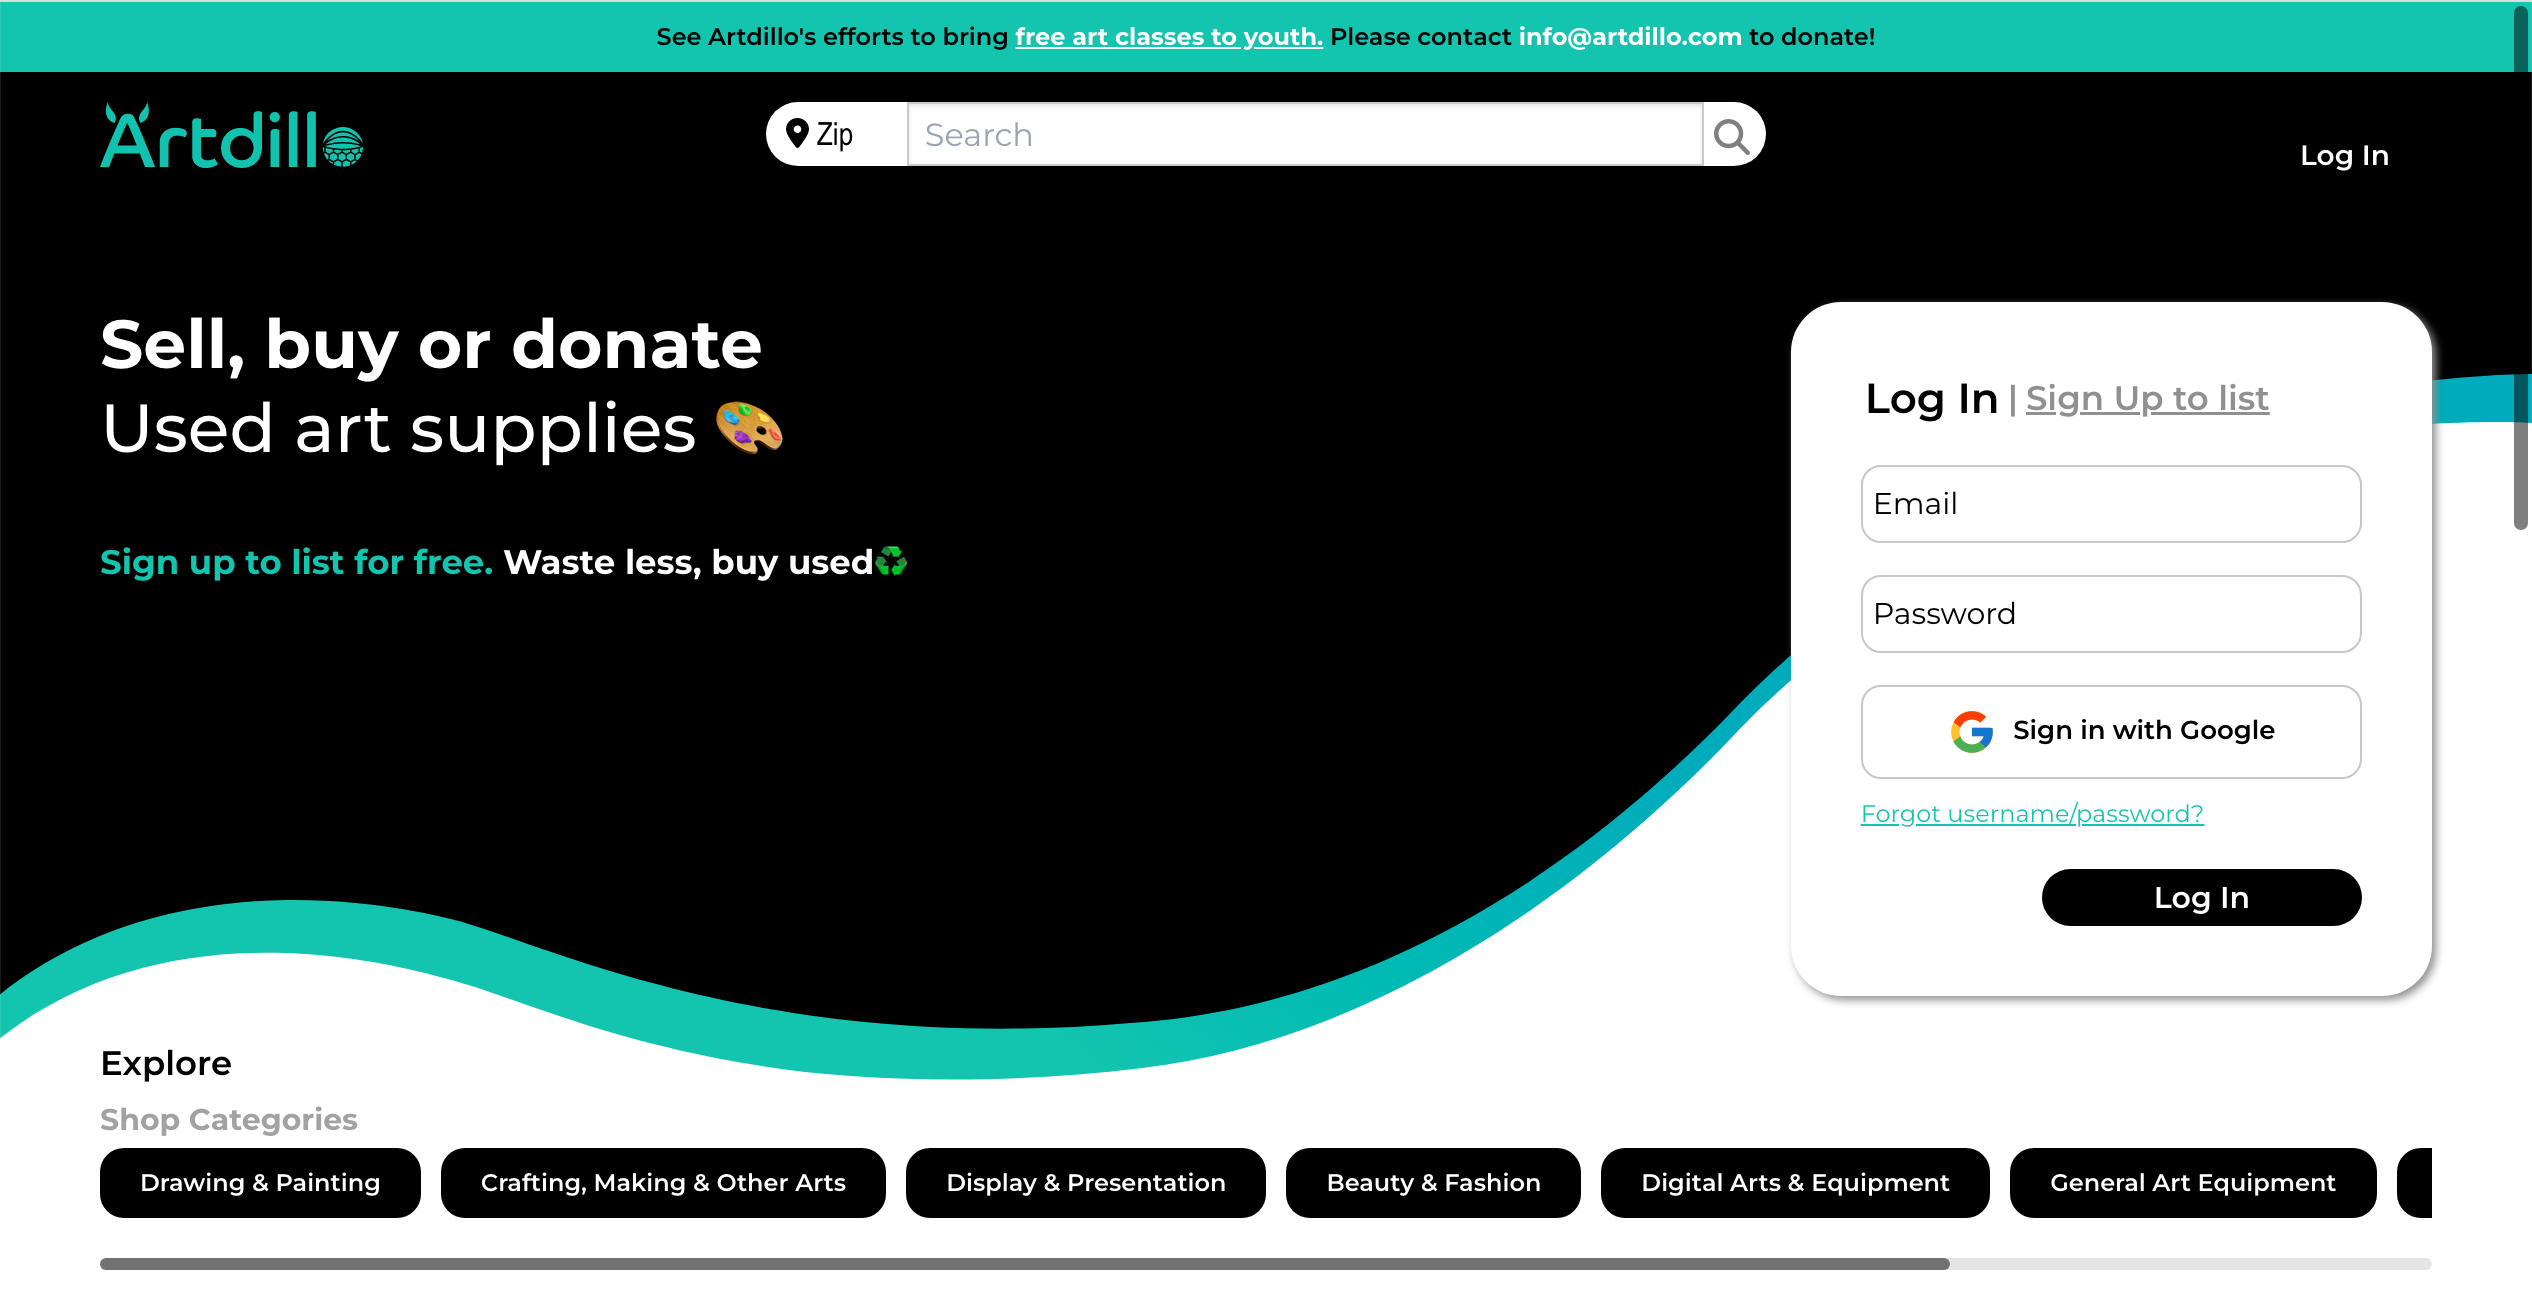 See Artdillo's efforts to bring free art classes to youth. Please contact info@artdillo.com to donate!
Artdillo
Zip
Search
Log In
Sell, buy or donate
Used art supplies
Sign up to list for free. Waste less, buy used
Log In | Sign Up to list
Email
Password
Sign in with Google
Forgot username/password?
Log In
Explore
Shop Categories
Drawing & Painting
Crafting, Making & Other Arts
Display & Presentation
Beauty & Fashion
Digital Arts & Equipment
General Art Equipment